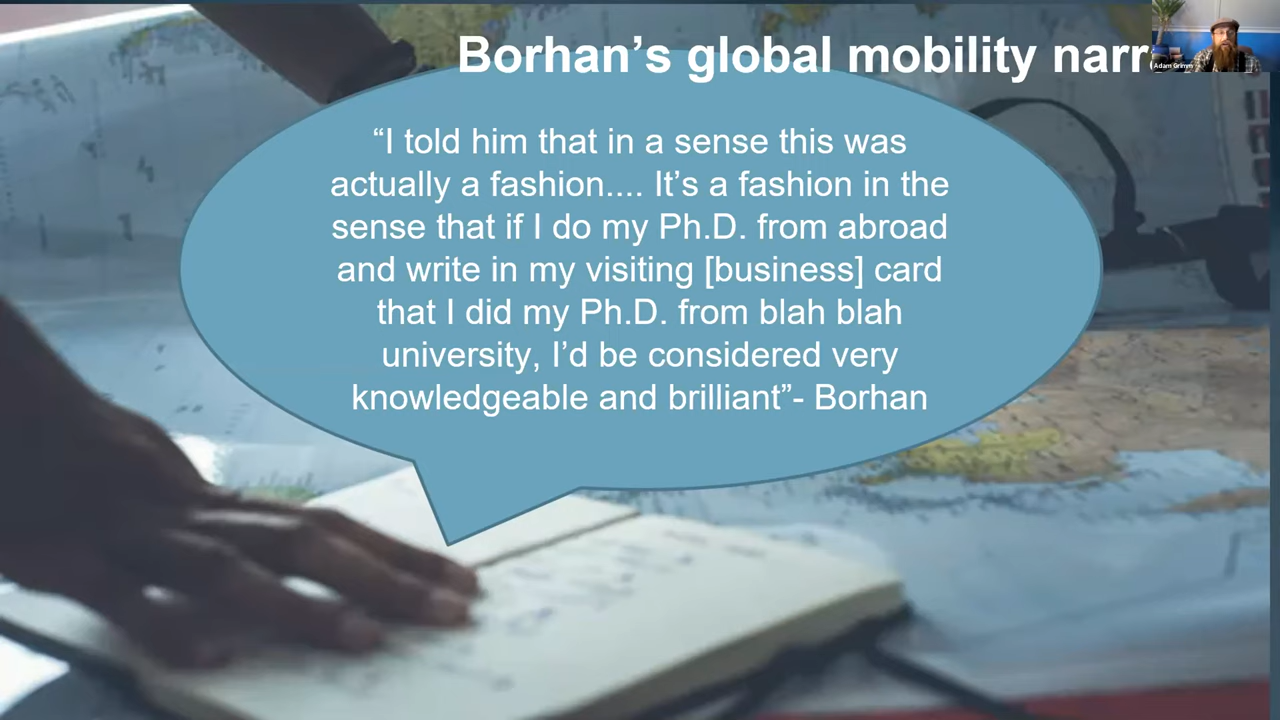 Borhan’s global mobility narr
Adam Grimm
“I told him that in a sense this was
actually a fashion.... It’s a fashion in the
sense that if I do my Ph.D. from abroad
and write in my visiting [business] card
that I did my Ph.D. from blah blah
university, I’d be considered very
knowledgeable and brilliant”- Borhan